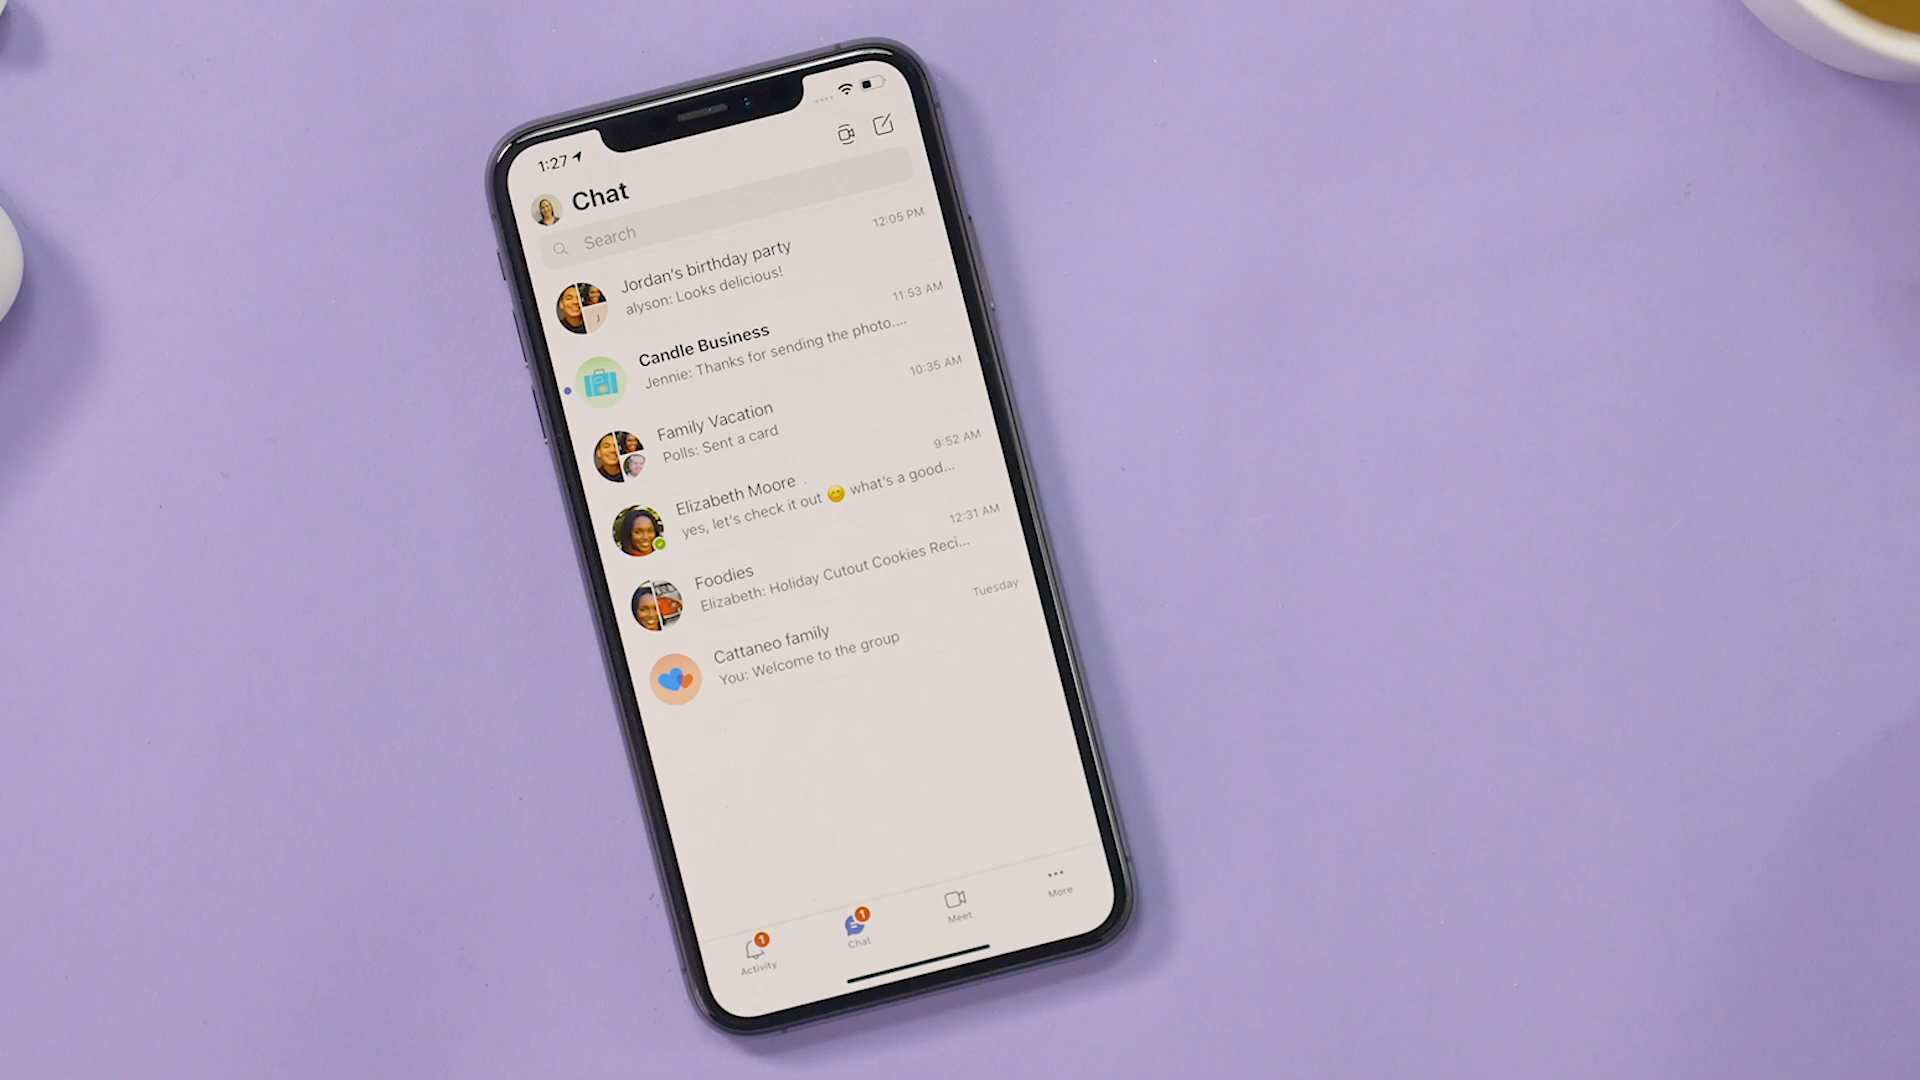 1:27
Chat
Search
Jordan's birthday party
12:05 PM
alyson: Looks delicious!
J
Candle Business
11:53 AM
Jennie: Thanks for sending the photo....
Family Vacation
10:35 AM
Polls: Sent a card
Elizabeth Moore
9:52 AM
yes, let's check it out 😊 what's a good...
Foodies
12:31 AM
Elizabeth: Holiday Cutout Cookies Reci...
Cattaneo family
Tuesday
You: Welcome to the group
1
Activity
1
Chat
Meet
More